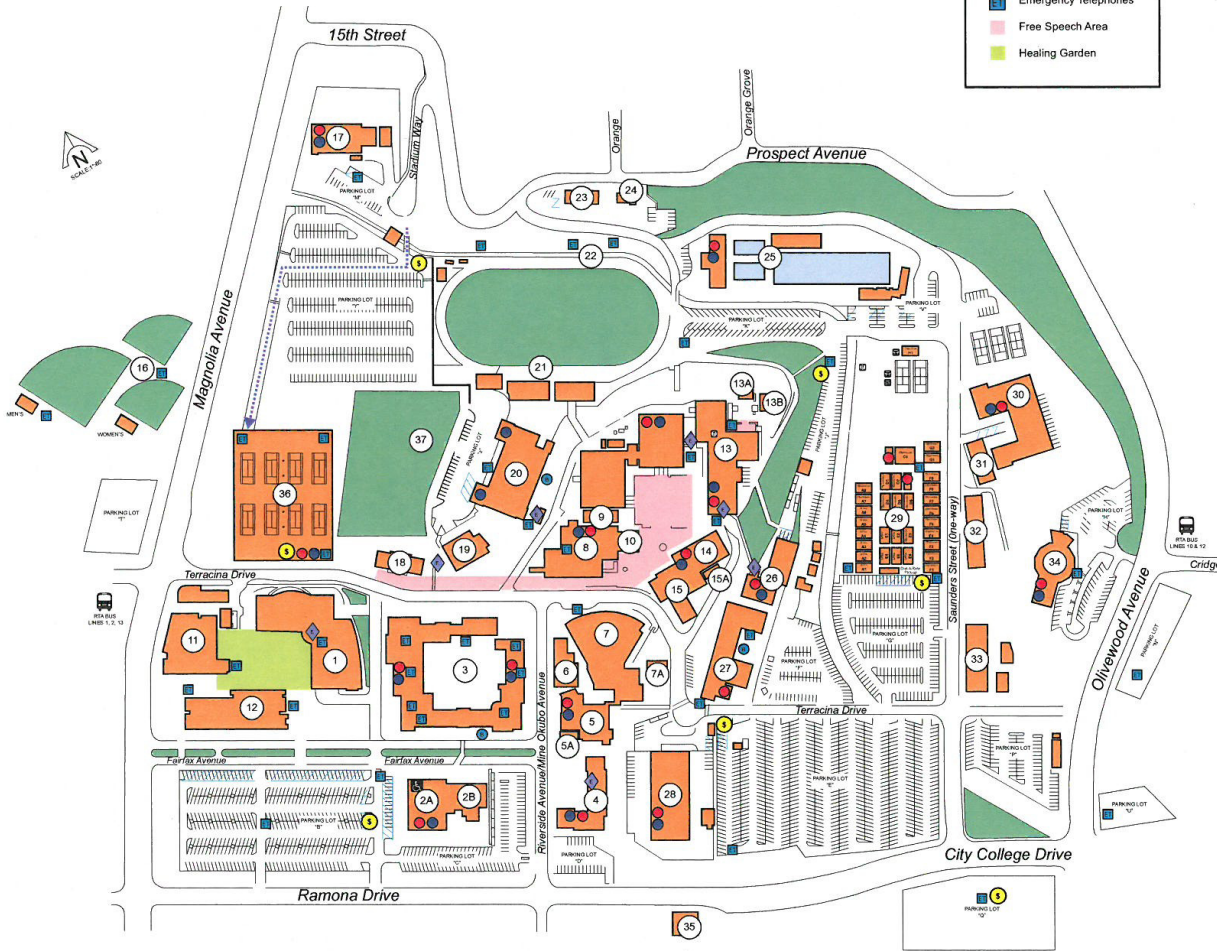 ET Emergency Telephones
Free Speech Area
Healing Garden
15th Street
N
Stadium Way
Orange
Orange Grove
Prospect Avenue
17
ET
PARKING LOT
"M"
23
24
22
25
$
PARKING LOT
"Y"
Magnolia Avenue
PARKING LOT
"K"
PARKING LOT
16
MEN'S
WOMEN'S
21
13A
13B
30
37
PARKING LOT
20
13
PARKING LOT
"J"
31
36
PARKING LOT
"T"
29
9
8
10
32
PARKING LOT
"H"
RTA BUS
LINES 10 & 12
Cridge
18
19
14
15
15A
26
34
Saunders Street (One-way)
Terracina Drive
RTA BUS
LINES 1, 2, 13
11
1
3
7
6
7A
27
PARKING LOT
"F"
PARKING LOT
"G"
33
Olivewood Avenue
PARKING LOT
"N"
12
5
5A
Riverside Avenue/Mine Okubo Avenue
Terracina Drive
Fairfax Avenue
Fairfax Avenue
2A
2B
4
28
PARKING LOT
"E"
PARKING LOT
"P"
PARKING LOT
"U"
PARKING LOT
"B"
PARKING LOT
"C"
PARKING LOT
"D"
City College Drive
Ramona Drive
PARKING LOT
"Q"
35